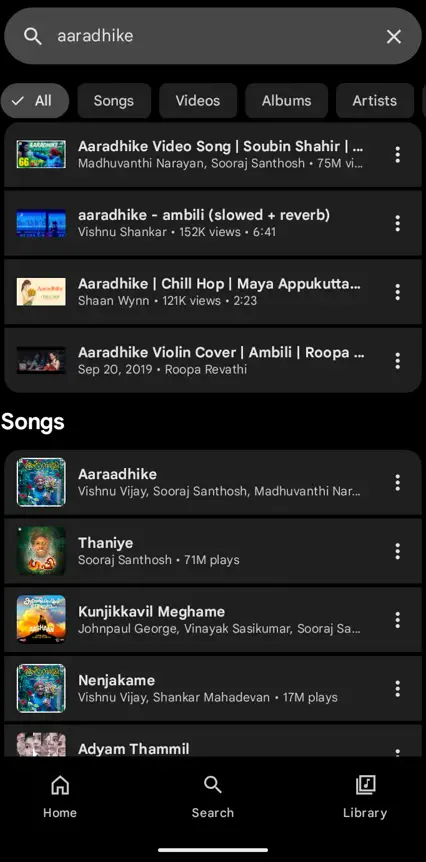 aaradhike
All
Songs
Videos
Albums
Artists
Aaradhike Video Song | Soubin Shahir | ...
Madhuvanthi Narayan, Sooraj Santhosh • 75M vi...
aaradhike - ambili (slowed + reverb)
Vishnu Shankar • 152K views • 6:41
Aaradhike | Chill Hop | Maya Appukutta...
Shaan Wynn • 121K views • 2:23
Aaradhike Violin Cover | Ambili | Roopa ...
Sep 20, 2019 • Roopa Revathi
Songs
Aaraadhike
Vishnu Vijay, Sooraj Santhosh, Madhuvanthi Nar...
Thaniye
Sooraj Santhosh • 71M plays
Kunjikkavil Meghame
Johnpaul George, Vinayak Sasikumar, Sooraj Sa...
Nenjakame
Vishnu Vijay, Shankar Mahadevan • 17M plays
Adyam Thammil
Home
Search
Library